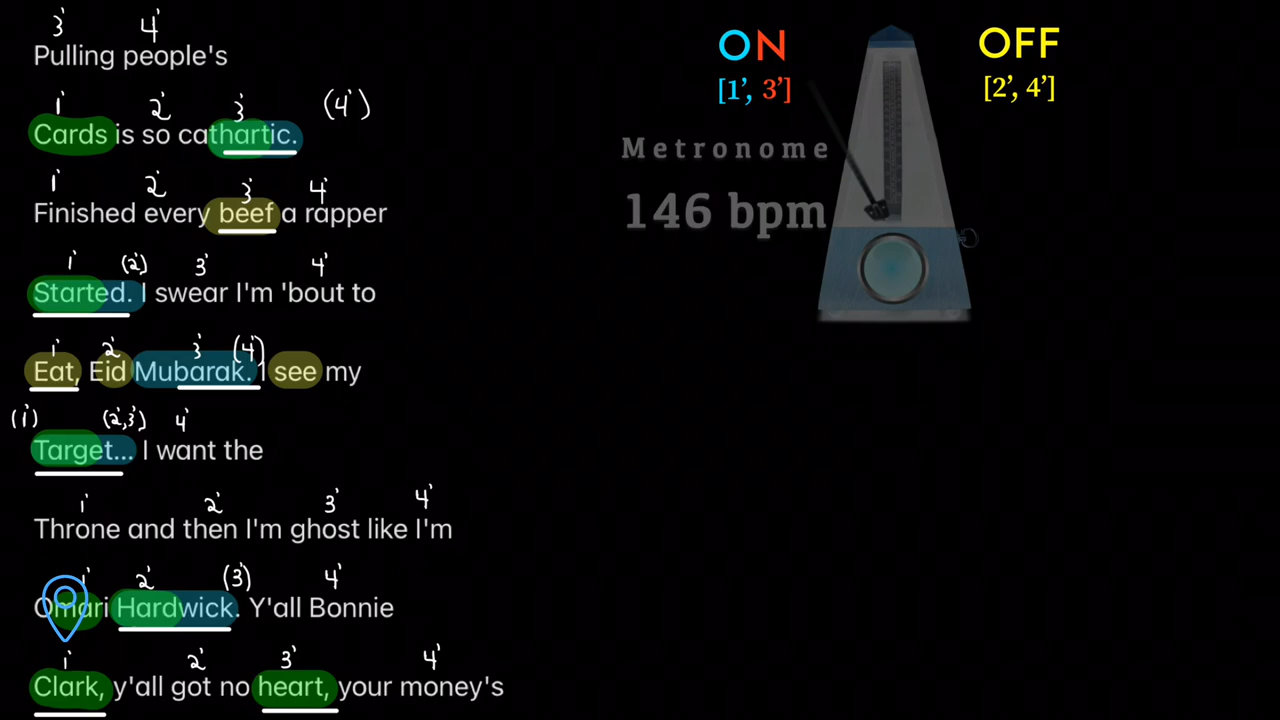 3' 4'
Pulling people's
1' 2' 3' (4')
Cards is so cathartic.
1' 2' 3' 4'
Finished every beef a rapper
1' (2') 3' 4'
Started. I swear I'm 'bout to
1' 2' 3' (4')
Eat, Eid Mubarak. I see my
(1') (2',3') 4'
Target... I want the
1' 2' 3' 4'
Throne and then I'm ghost like I'm
1' 2' (3') 4'
Omari Hardwick. Y'all Bonnie
1' 2' 3' 4'
Clark, y'all got no heart, your money's
ON
[1’, 3’]
OFF
[2’, 4’]
Metronome
146 bpm